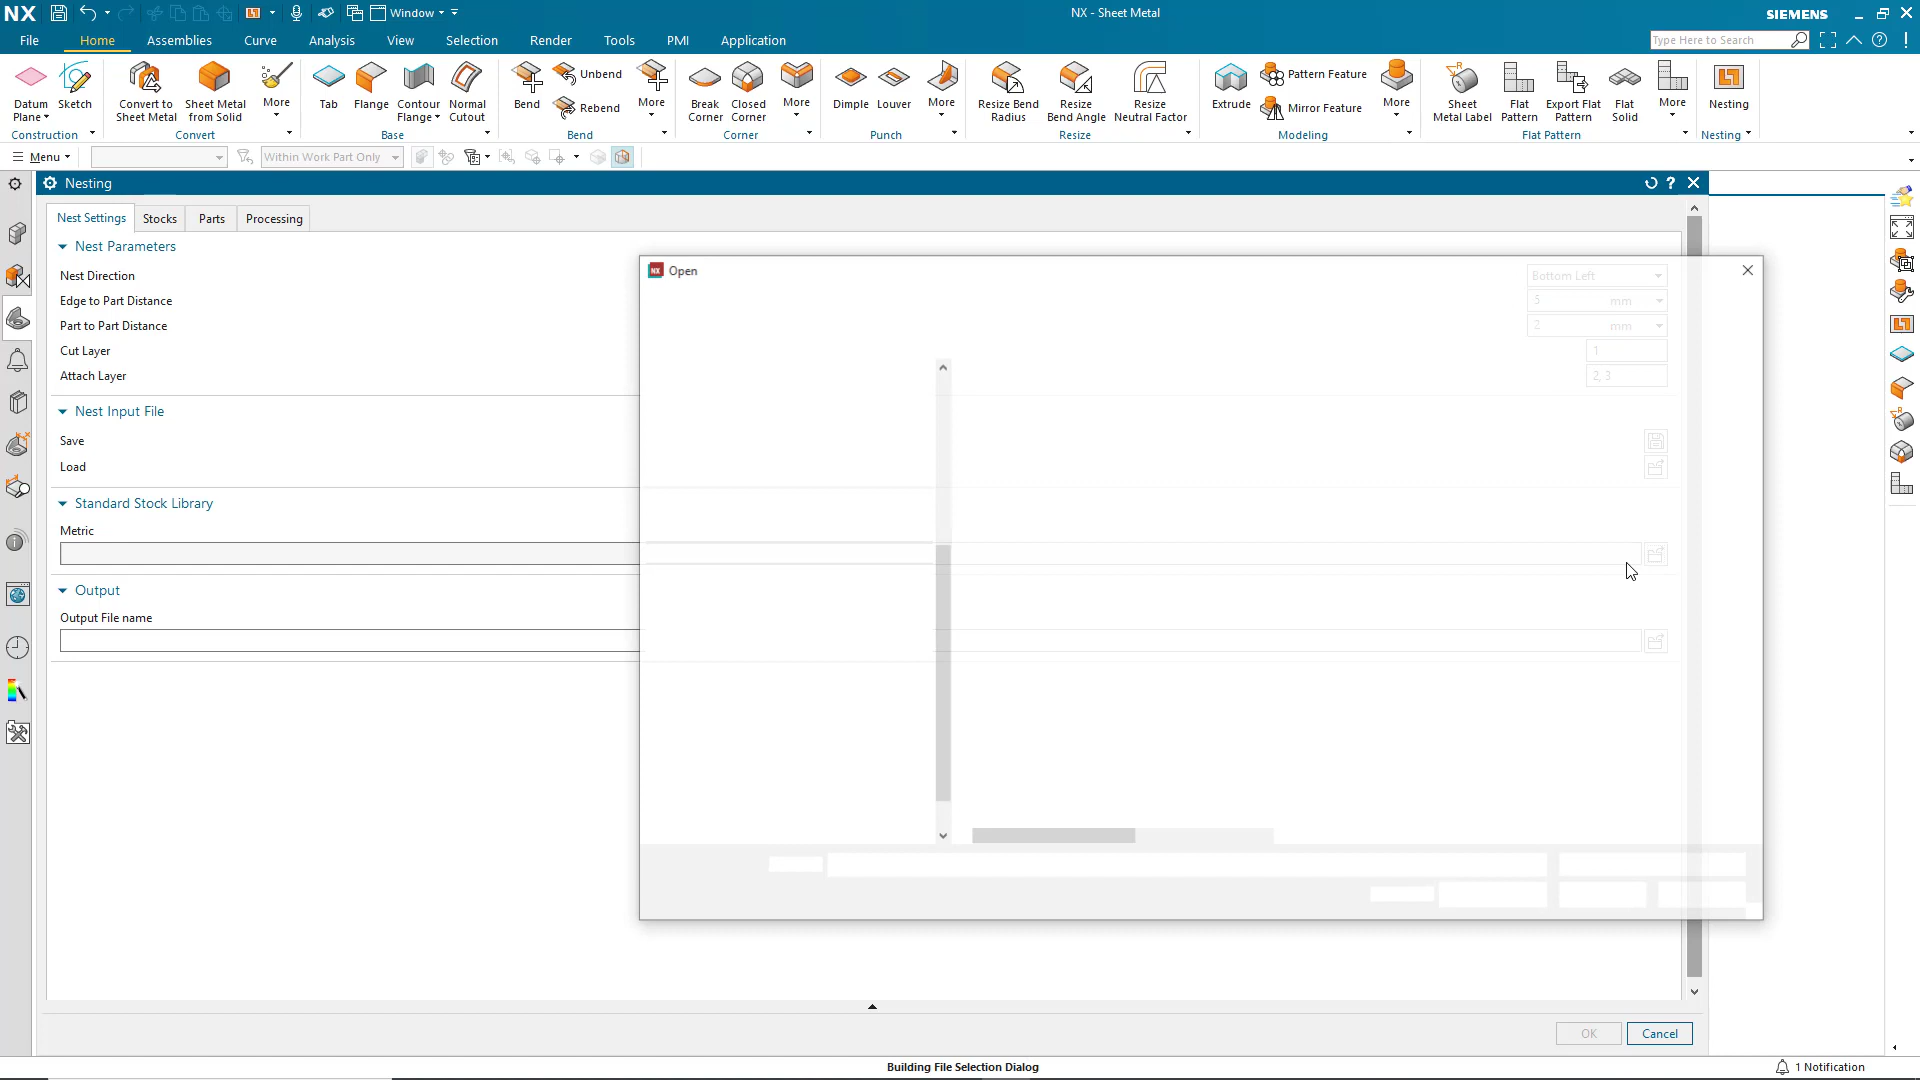 NX
Window
NX - Sheet Metal
SIEMENS
File
Home
Assemblies
Curve
Analysis
View
Selection
Render
Tools
PMI
Application
Type Here to Search
Datum Plane
Sketch
Convert to Sheet Metal
Sheet Metal from Solid
More
Tab
Flange
Contour Flange
Normal Cutout
Bend
Unbend
Rebend
More
Break Corner
Closed Corner
More
Dimple
Louver
More
Resize Bend Radius
Resize Bend Angle
Resize Neutral Factor
Extrude
Pattern Feature
Mirror Feature
More
Sheet Metal Label
Flat Pattern
Export Flat Pattern
Flat Solid
More
Nesting
Construction
Convert
Base
Bend
Corner
Punch
Resize
Modeling
Flat Pattern
Nesting
Menu
Within Work Part Only
Nesting
Nest Settings
Stocks
Parts
Processing
Nest Parameters
Nest Direction
Bottom Left
Edge to Part Distance
5 mm
Part to Part Distance
2 mm
Cut Layer
1
Attach Layer
2, 3
NX Open
Nest Input File
Save
Load
Standard Stock Library
Metric
Output
Output File name
OK
Cancel
Building File Selection Dialog
1 Notification